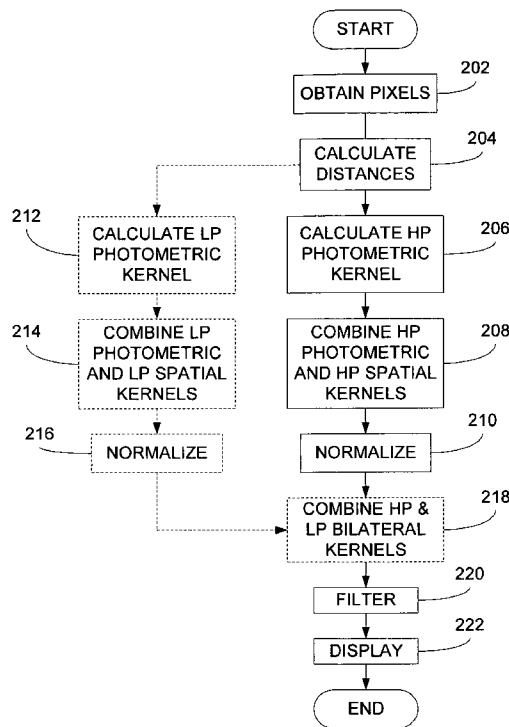 START
202
OBTAIN PIXELS
204
CALCULATE
DISTANCES
212
CALCULATE LP
PHOTOMETRIC
KERNEL
206
CALCULATE HP
PHOTOMETRIC
KERNEL
214
COMBINE LP
PHOTOMETRIC
AND LP SPATIAL
KERNELS
208
COMBINE HP
PHOTOMETRIC
AND HP SPATIAL
KERNELS
216
NORMALIZE
210
NORMALIZE
218
COMBINE HP &
LP BILATERAL
KERNELS
220
FILTER
222
DISPLAY
END